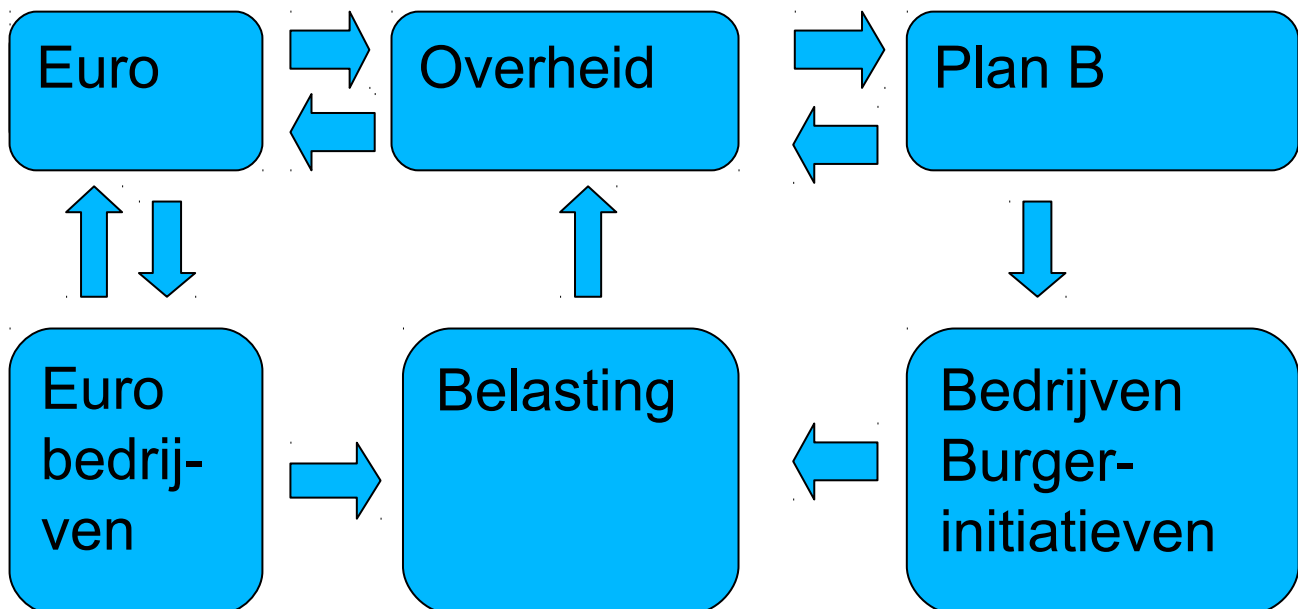 Euro
Overheid
Plan B
Euro
bedrij-
ven
Belasting
Bedrijven
Burger-
initiatieven